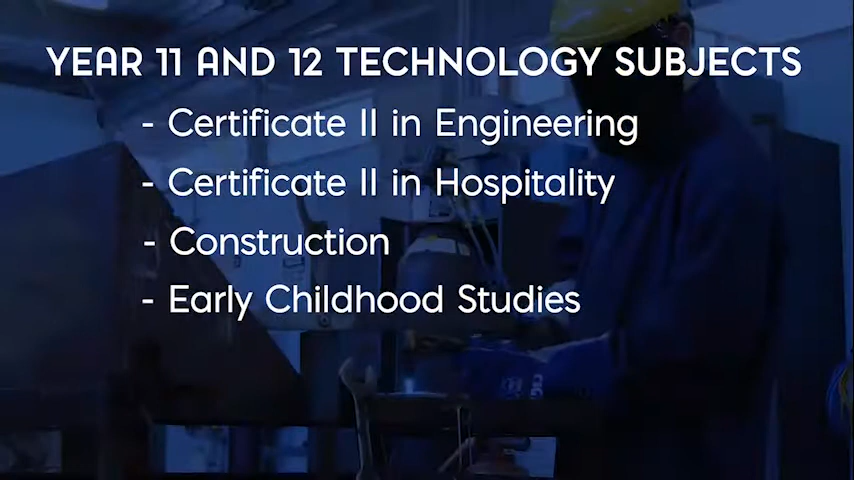 YEAR 11 AND 12 TECHNOLOGY SUBJECTS
- Certificate II in Engineering
- Certificate II in Hospitality
- Construction
- Early Childhood Studies